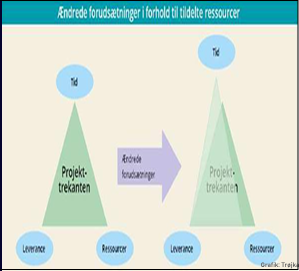 Ændrede forudsætninger i forhold til tildelte ressourcer
Tid
Projekt-
trekanten
Leverance
Ressourcer
Ændrede
forudsætninger
Tid
Projekt-
trekanten
Leverance
Ressourcer
Grafik: Trojka